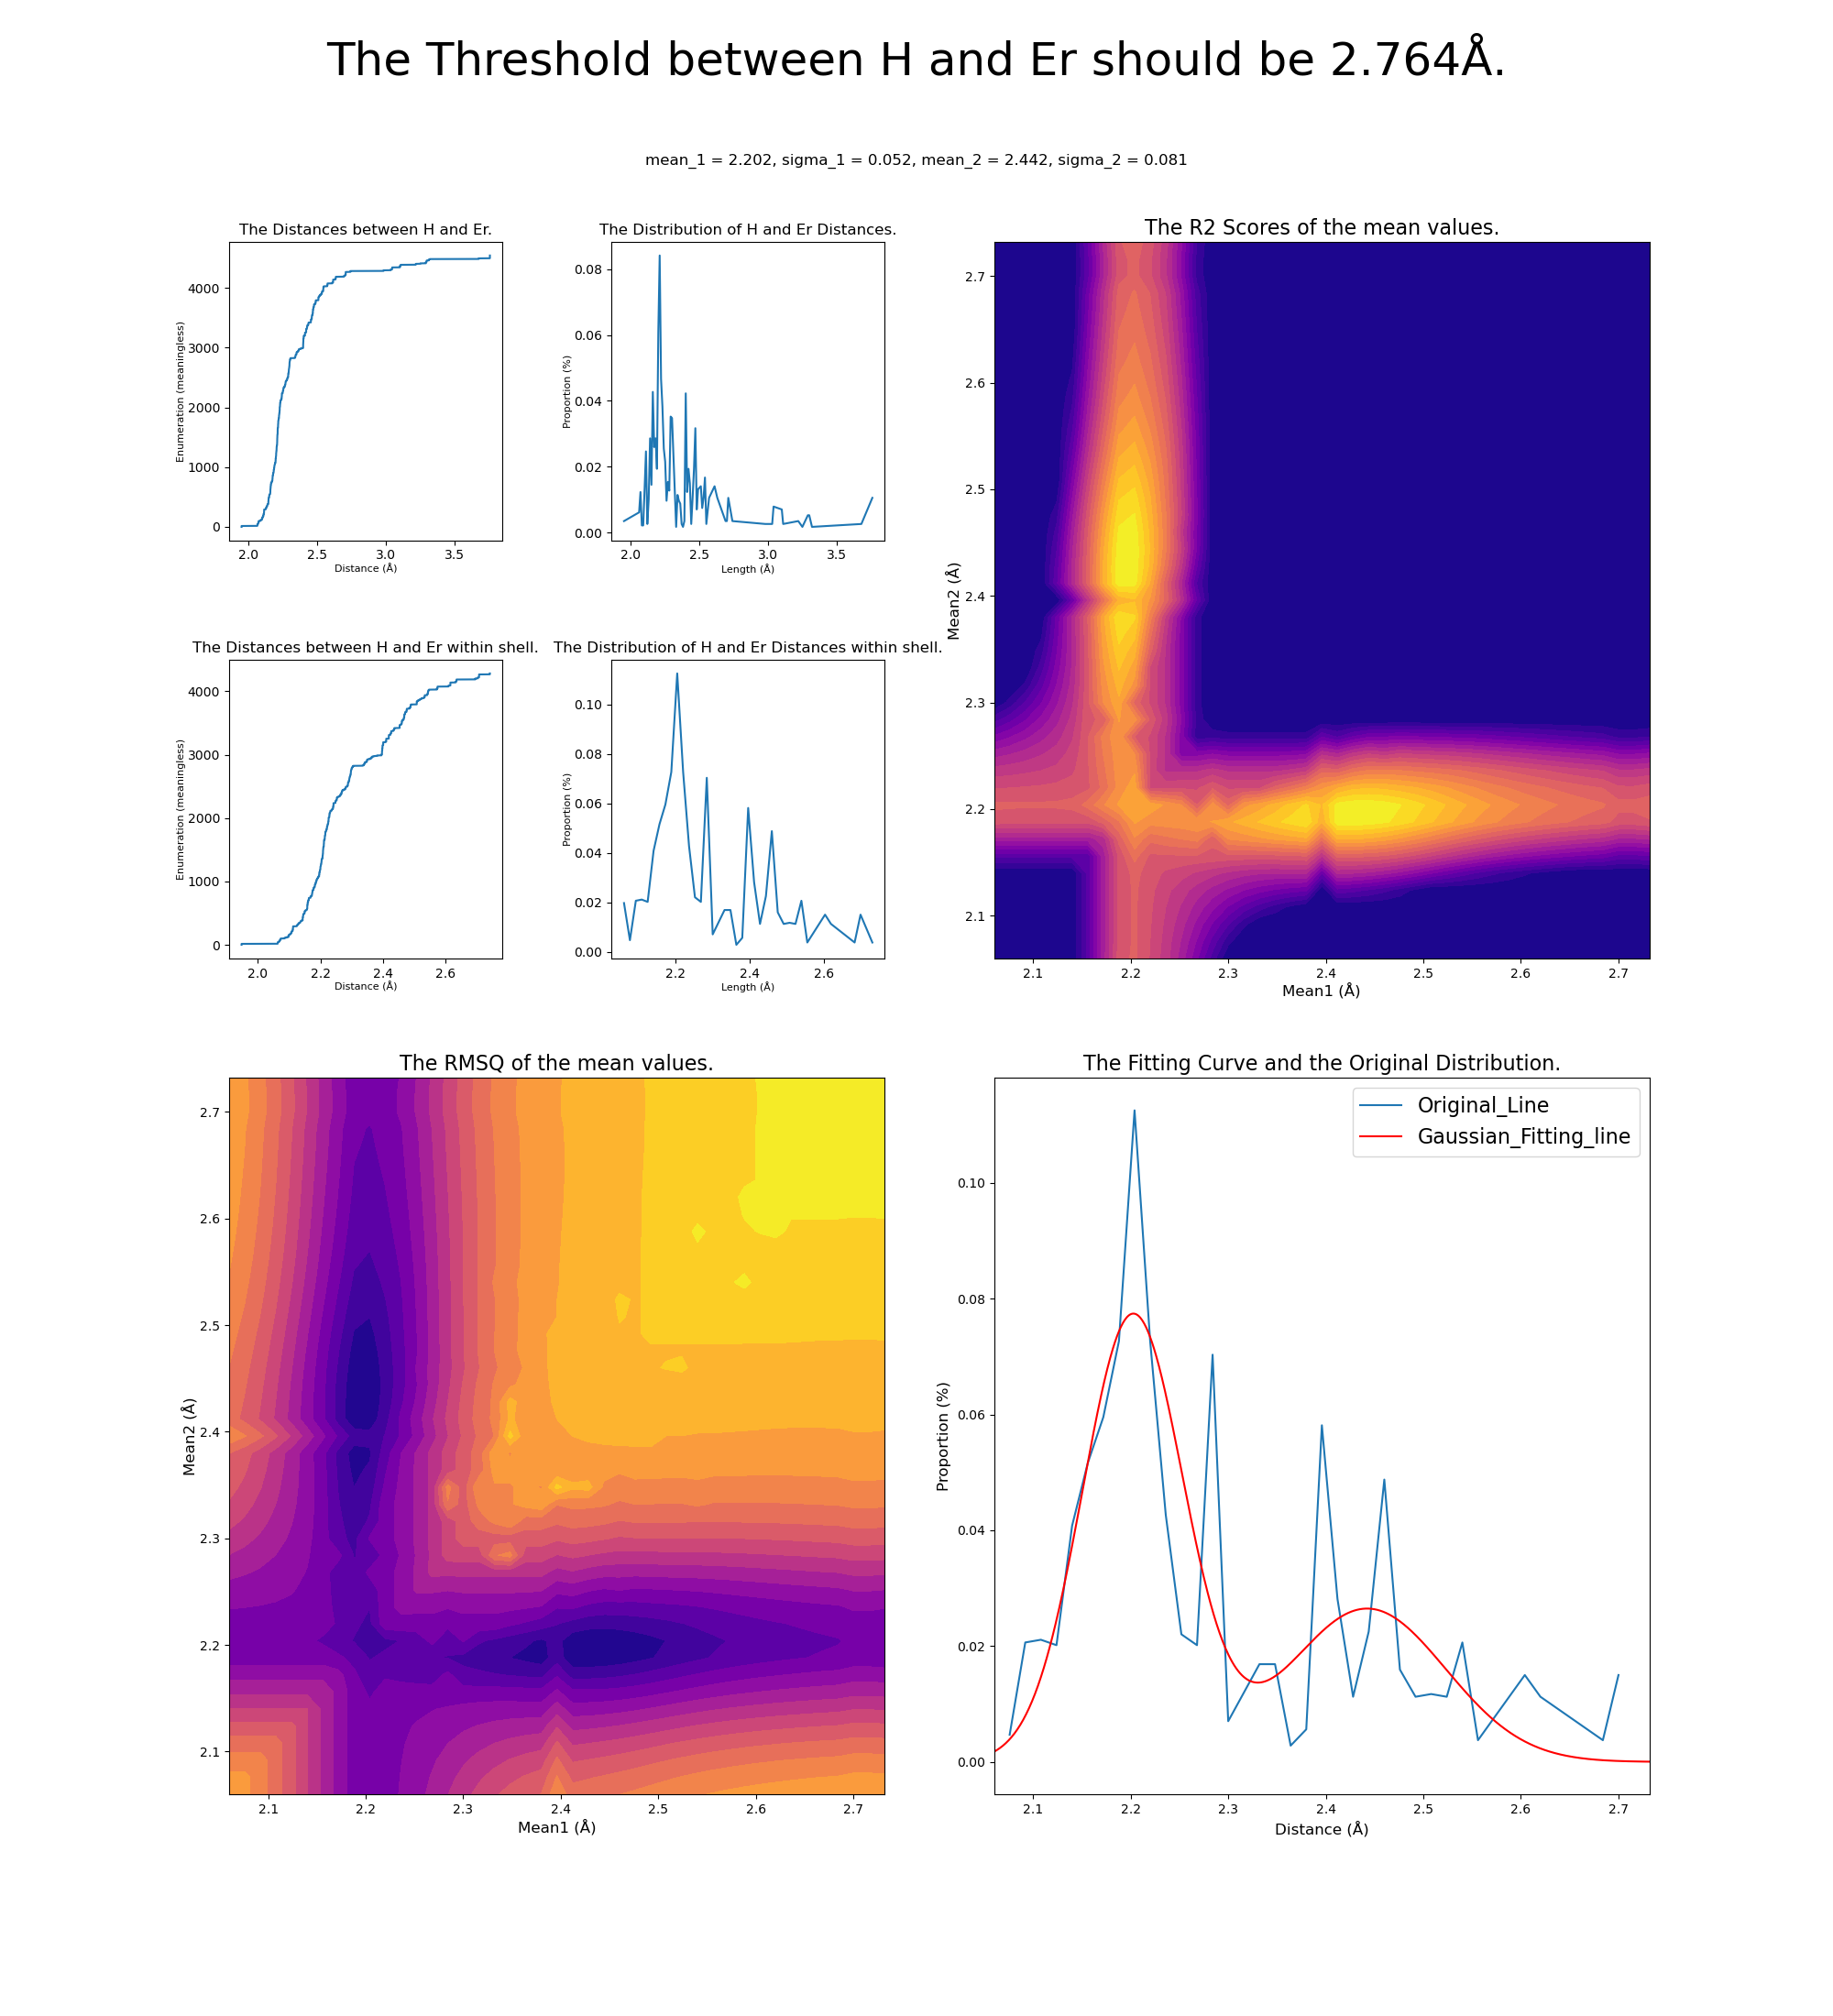 The Threshold between H and Er should be 2.764Å.
mean_1 = 2.202, sigma_1 = 0.052, mean_2 = 2.442, sigma_2 = 0.081
The Distances between H and Er.
Enumeration (meaningless)
4000
3000
2000
1000
0
2.0 2.5 3.0 3.5
Distance (Å)
The Distribution of H and Er Distances.
Proportion (%)
0.08
0.06
0.04
0.02
0.00
2.0 2.5 3.0 3.5
Length (Å)
The R2 Scores of the mean values.
Mean2 (Å)
2.7
2.6
2.5
2.4
2.3
2.2
2.1
2.1 2.2 2.3 2.4 2.5 2.6 2.7
Mean1 (Å)
The Distances between H and Er within shell.
Enumeration (meaningless)
4000
3000
2000
1000
0
2.0 2.2 2.4 2.6
Distance (Å)
The Distribution of H and Er Distances within shell.
Proportion (%)
0.10
0.08
0.06
0.04
0.02
0.00
2.2 2.4 2.6
Length (Å)
The RMSQ of the mean values.
Mean2 (Å)
2.7
2.6
2.5
2.4
2.3
2.2
2.1
2.1 2.2 2.3 2.4 2.5 2.6 2.7
Mean1 (Å)
The Fitting Curve and the Original Distribution.
Original_Line
Gaussian_Fitting_line
Proportion (%)
0.10
0.08
0.06
0.04
0.02
0.00
2.1 2.2 2.3 2.4 2.5 2.6 2.7
Distance (Å)